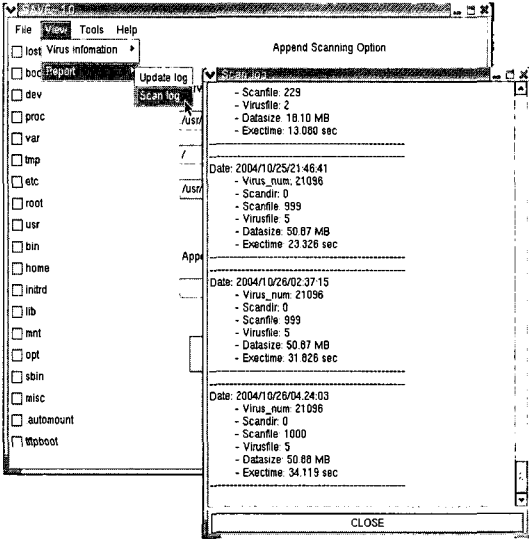 SAVE 1.0
File View Tools Help
Virus Infomation
Report
Update log
Scan log
Append Scanning Option
lost
dev
proc
var
tmp
etc
root
usr
bin
home
initrd
lib
mnt
opt
sbin
misc
.automount
tftpboot
/usr/
/
/usr/
Appe
Scan log
- Scanfile: 229
- Virusfile: 2
- Datasize: 18.10 MB
- Exectime: 13.080 sec
Date: 2004/10/25/21:46:41
- Virus_num: 21096
- Scandir: 0
- Scanfile: 999
- Virusfile: 5
- Datasize: 50.87 MB
- Exectime: 23.326 sec
Date: 2004/10/26/02:37:15
- Virus_num: 21096
- Scandir: 0
- Scanfile: 999
- Virusfile: 5
- Datasize: 50.87 MB
- Exectime: 31.826 sec
Date: 2004/10/26/04:24:03
- Virus_num: 21096
- Scandir: 0
- Scanfile: 1000
- Virusfile: 5
- Datasize: 50.88 MB
- Exectime: 34.119 sec
CLOSE